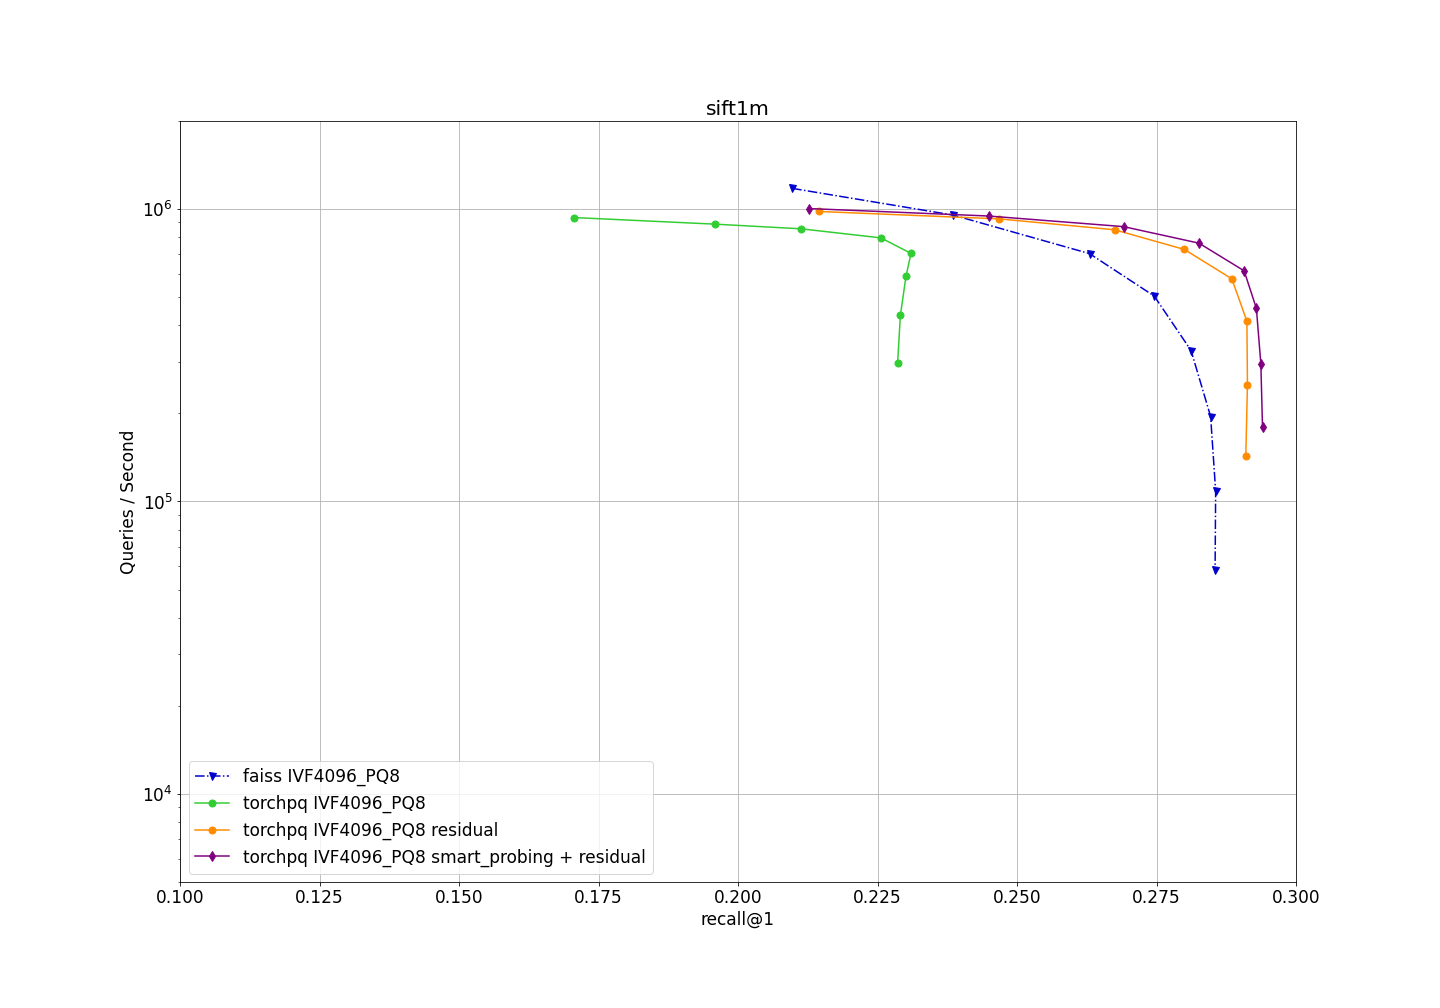 sift1m
10^6
10^5
10^4
Queries / Second
faiss IVF4096_PQ8
torchpq IVF4096_PQ8
torchpq IVF4096_PQ8 residual
torchpq IVF4096_PQ8 smart_probing + residual
0.100 0.125 0.150 0.175 0.200 0.225 0.250 0.275 0.300
recall@1